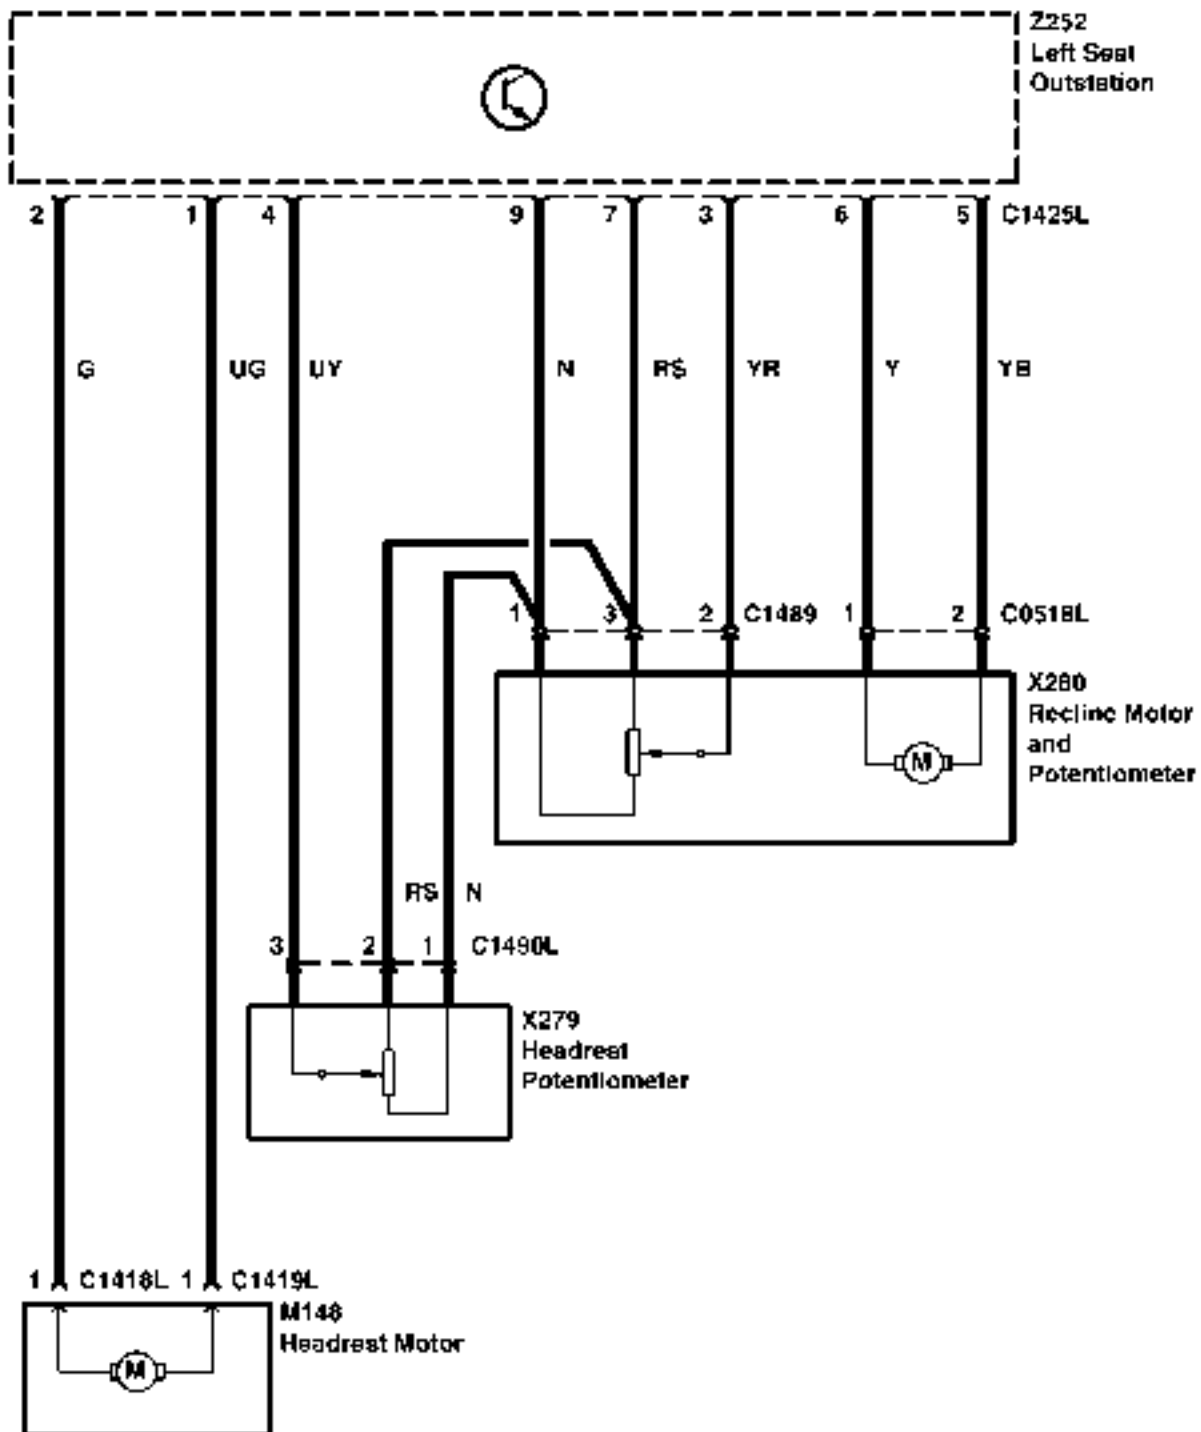 Z252
Left Seat
Outstation
2 1 4 9 7 3 6 5 C1425L
G UG UY N RS YR Y YB
1 3 2 C1489 1 2 C0518L
X280
Recline Motor
and
Potentiometer
M
RS N
3 2 1 C1490L
X279
Headrest
Potentiometer
1 C1418L 1 C1419L
M148
Headrest Motor
M